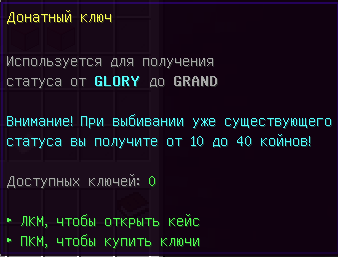 Донатный ключ
Используется для получения
статуса от GLORY до GRAND
Внимание! При выбивании уже существующего
статуса вы получите от 10 до 40 койнов!
Доступных ключей: 0
▸ ЛКМ, чтобы открыть кейс
▸ ПКМ, чтобы купить ключи